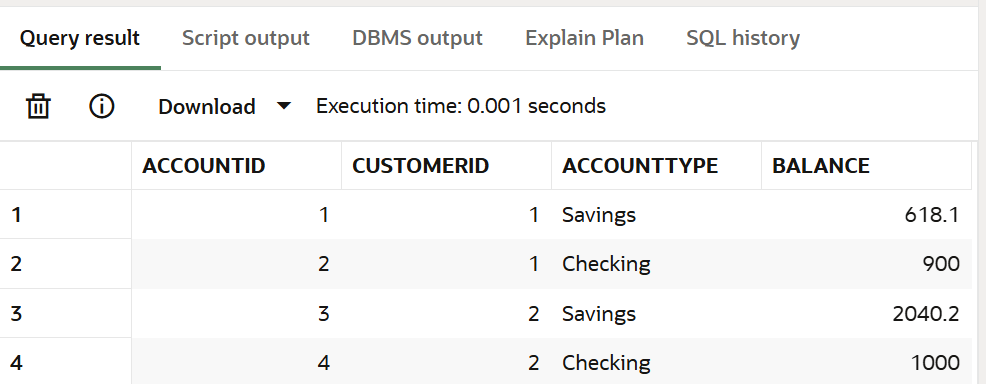 Query result Script output DBMS output Explain Plan SQL history
Download Execution time: 0.001 seconds
ACCOUNTID CUSTOMERID ACCOUNTTYPE BALANCE
1 1 1 Savings 618.1
2 2 1 Checking 900
3 3 2 Savings 2040.2
4 4 2 Checking 1000